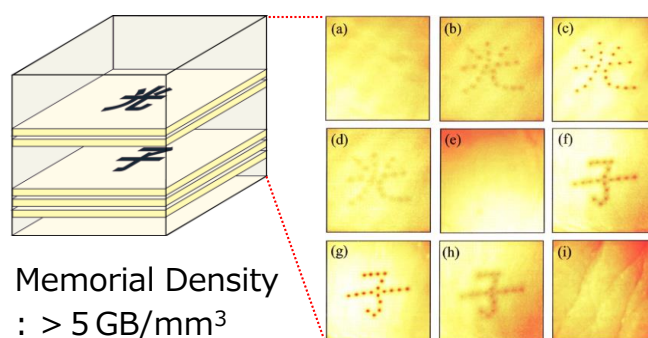 光
子
Memorial Density
: > 5 GB/mm³
(a)
(b)
光
(c)
光
(d)
光
(e)
(f)
子
(g)
子
(h)
子
(i)